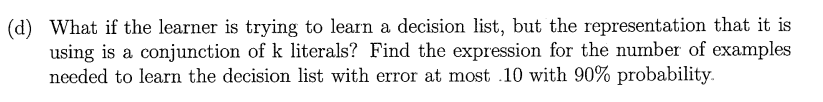 (d) What if the learner is trying to learn a decision list, but the representation that it is
using is a conjunction of k literals? Find the expression for the number of examples
needed to learn the decision list with error at most .10 with 90% probability.